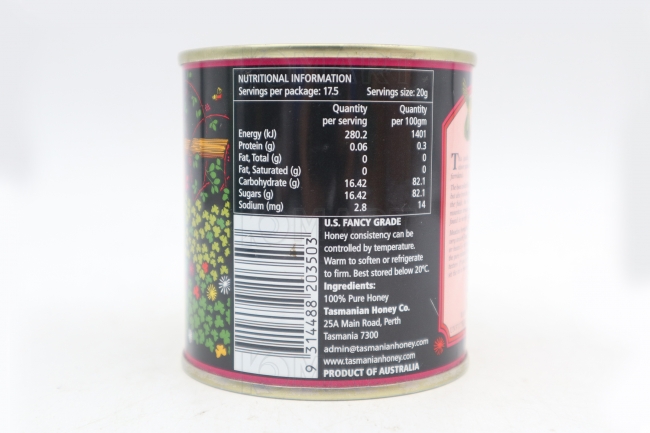 NUTRITIONAL INFORMATION
Servings per package: 17.5 Servings size: 20g
Quantity per serving Quantity per 100gm
Energy (kJ) 280.2 1401
Protein (g) 0.06 0.3
Fat, Total (g) 0 0
Fat, Saturated (g) 0 0
Carbohydrate (g) 16.42 82.1
Sugars (g) 16.42 82.1
Sodium (mg) 2.8 14
U.S. FANCY GRADE
Honey consistency can be
controlled by temperature.
Warm to soften or refrigerate
to firm. Best stored below 20°C.
Ingredients:
100% Pure Honey
Tasmanian Honey Co.
25A Main Road, Perth
Tasmania 7300
admin@tasmanianhoney.com
www.tasmanianhoney.com
PRODUCT OF AUSTRALIA
9 314488 203503